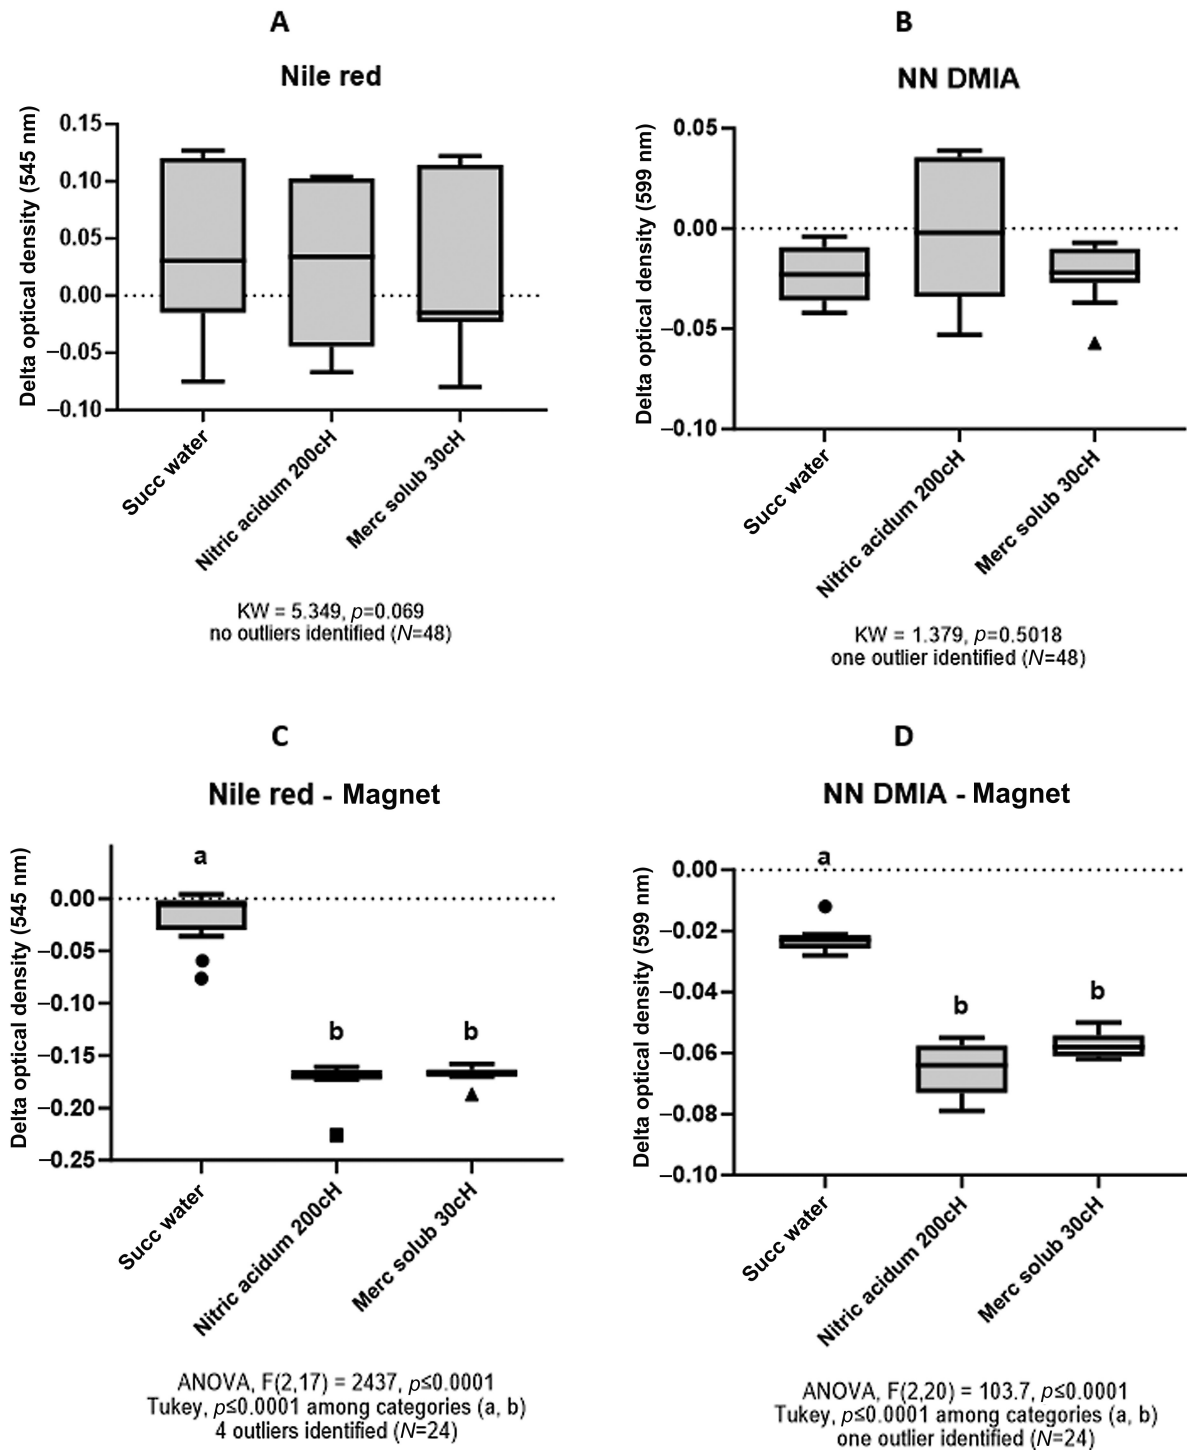 A
Nile red
Delta optical density (545 nm)
0.15
0.10
0.05
0.00
–0.05
–0.10
Succ water
Nitric acidum 200cH
Merc solub 30cH
KW = 5.349, p=0.069
no outliers identified (N=48)
B
NN DMIA
Delta optical density (599 nm)
0.05
0.00
–0.05
–0.10
Succ water
Nitric acidum 200cH
Merc solub 30cH
KW = 1.379, p=0.5018
one outlier identified (N=48)
C
Nile red - Magnet
Delta optical density (545 nm)
0.00
–0.05
–0.10
–0.15
–0.20
–0.25
a
b
b
Succ water
Nitric acidum 200cH
Merc solub 30cH
ANOVA, F(2,17) = 2437, p≤0.0001
Tukey, p≤0.0001 among categories (a, b)
4 outliers identified (N=24)
D
NN DMIA - Magnet
Delta optical density (599 nm)
0.00
–0.02
–0.04
–0.06
–0.08
–0.10
a
b
b
Succ water
Nitric acidum 200cH
Merc solub 30cH
ANOVA, F(2,20) = 103.7, p≤0.0001
Tukey, p≤0.0001 among categories (a, b)
one outlier identified (N=24)